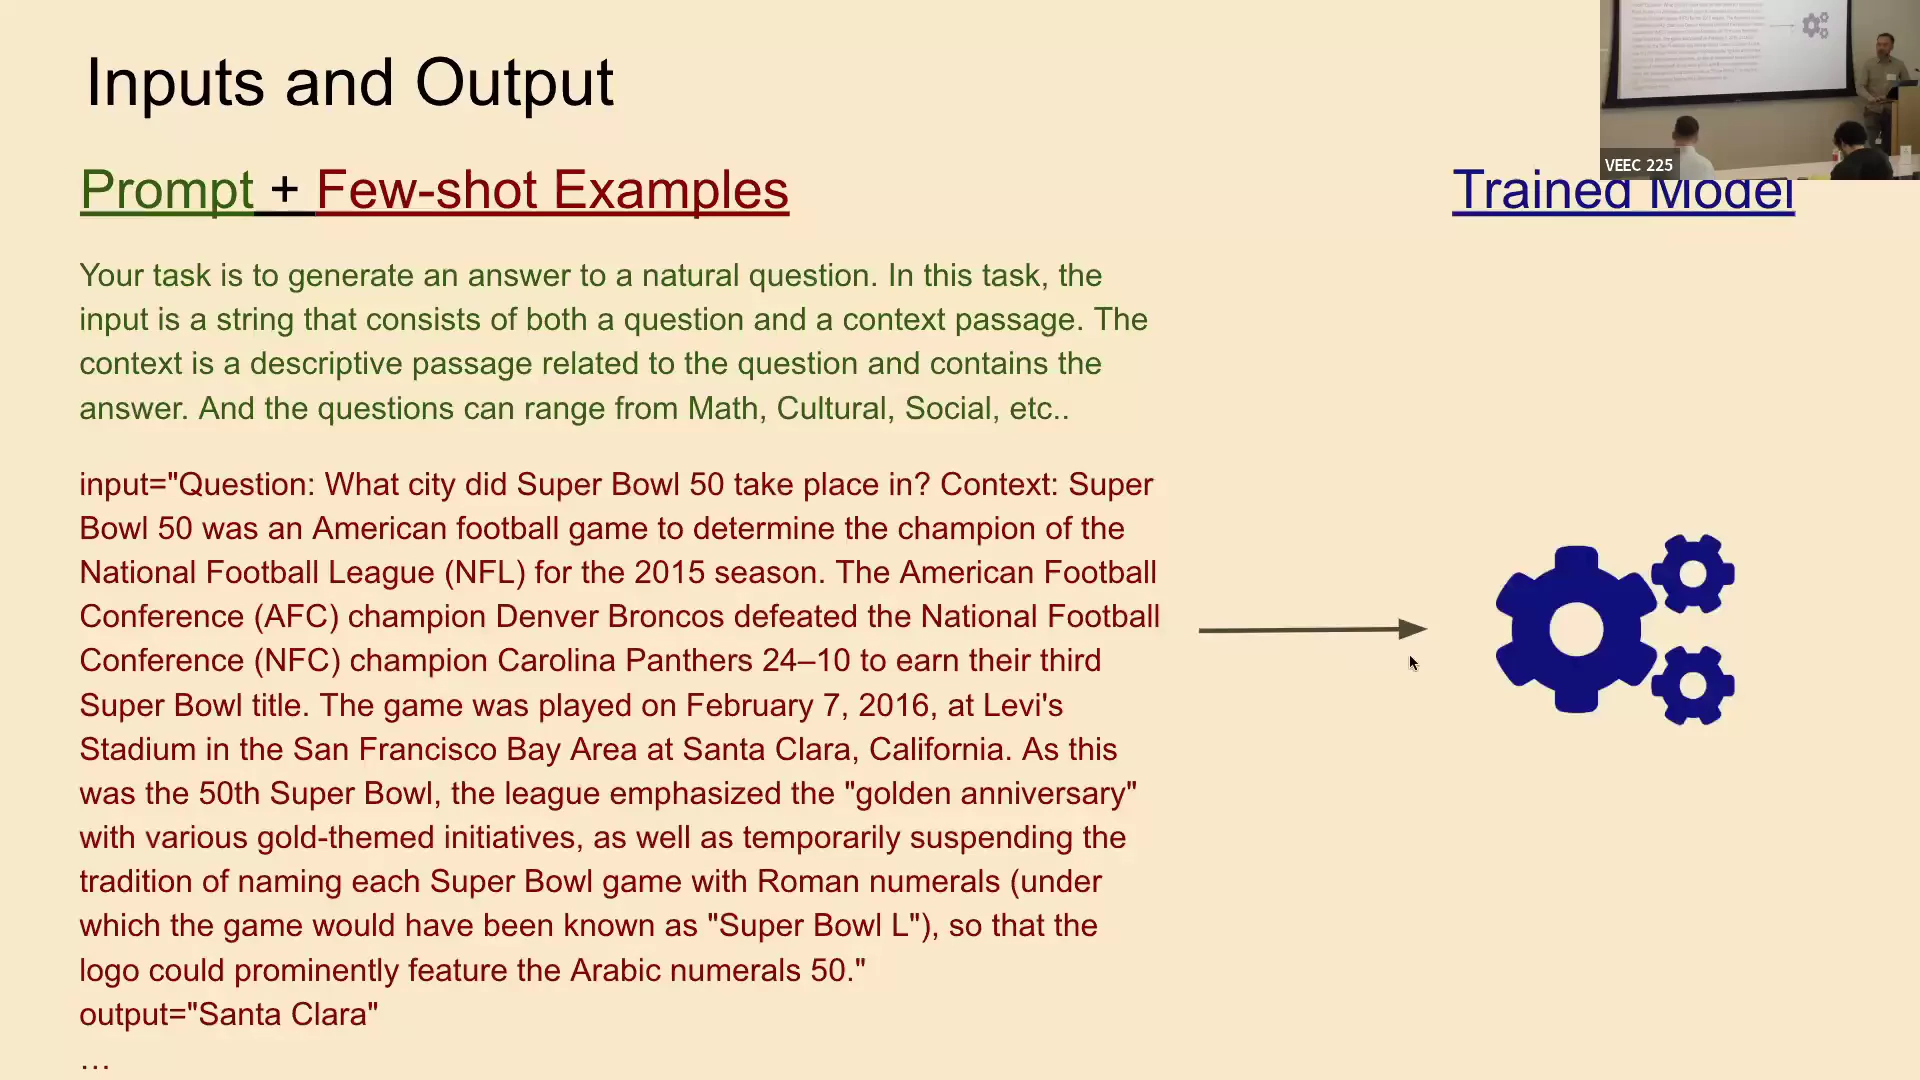 Inputs and Output
VEEC 225
Prompt + Few-shot Examples
Trained Model
Your task is to generate an answer to a natural question. In this task, the
input is a string that consists of both a question and a context passage. The
context is a descriptive passage related to the question and contains the
answer. And the questions can range from Math, Cultural, Social, etc..
input="Question: What city did Super Bowl 50 take place in? Context: Super
Bowl 50 was an American football game to determine the champion of the
National Football League (NFL) for the 2015 season. The American Football
Conference (AFC) champion Denver Broncos defeated the National Football
Conference (NFC) champion Carolina Panthers 24–10 to earn their third
Super Bowl title. The game was played on February 7, 2016, at Levi's
Stadium in the San Francisco Bay Area at Santa Clara, California. As this
was the 50th Super Bowl, the league emphasized the "golden anniversary"
with various gold-themed initiatives, as well as temporarily suspending the
tradition of naming each Super Bowl game with Roman numerals (under
which the game would have been known as "Super Bowl L"), so that the
logo could prominently feature the Arabic numerals 50."
output="Santa Clara"
…